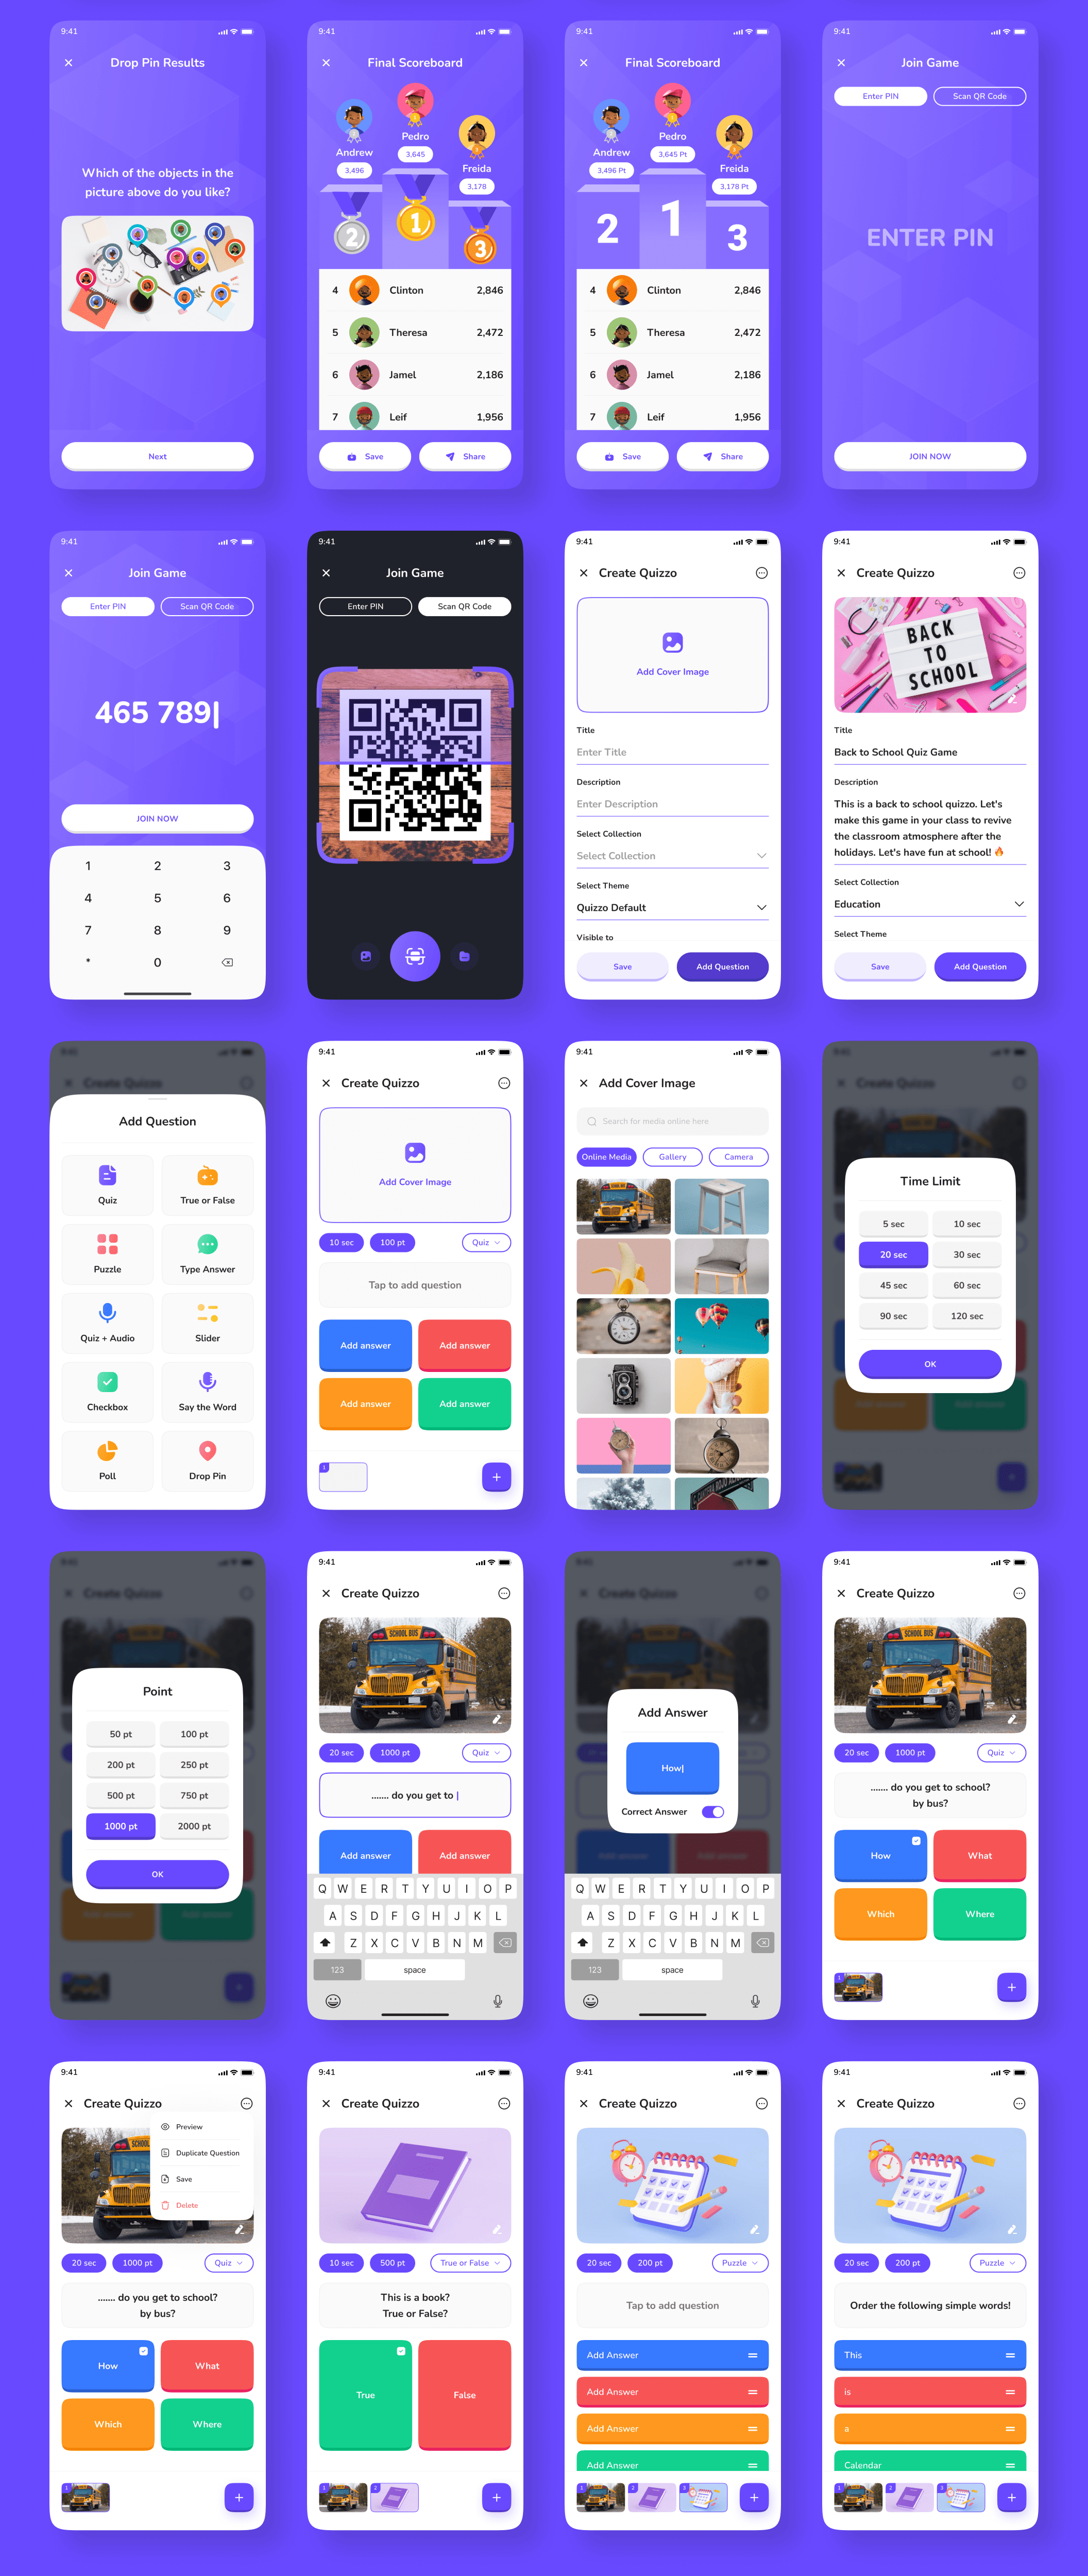 9:41
Drop Pin Results
Which of the objects in the
picture above do you like?
Next
9:41
Final Scoreboard
Pedro
3,645
Andrew
3,496
Freida
3,178
2
1
3
4 Clinton 2,846
5 Theresa 2,472
6 Jamel 2,186
7 Leif 1,956
Save
Share
9:41
Final Scoreboard
Pedro
3,645 Pt
Andrew
3,496 Pt
Freida
3,178 Pt
2
1
3
4 Clinton 2,846
5 Theresa 2,472
6 Jamel 2,186
7 Leif 1,956
Save
Share
9:41
Join Game
Enter PIN
Scan QR Code
ENTER PIN
JOIN NOW
9:41
Join Game
Enter PIN
Scan QR Code
465 789
JOIN NOW
1 2 3
4 5 6
7 8 9
* 0
9:41
Join Game
Enter PIN
Scan QR Code
9:41
Create Quizzo
Add Cover Image
Title
Enter Title
Description
Enter Description
Select Collection
Select Collection
Select Theme
Quizzo Default
Visible to
Save
Add Question
9:41
Create Quizzo
BACK
TO
SCHOOL
Title
Back to School Quiz Game
Description
This is a back to school quizzo. Let's
make this game in your class to revive
the classroom atmosphere after the
holidays. Let's have fun at school! 🔥
Select Collection
Education
Select Theme
Save
Add Question
9:41
Create Quizzo
Add Question
Quiz
True or False
Puzzle
Type Answer
Quiz + Audio
Slider
Checkbox
Say the Word
Poll
Drop Pin
9:41
Create Quizzo
Add Cover Image
10 sec
100 pt
Quiz
Tap to add question
Add answer
Add answer
Add answer
Add answer
1
+
9:41
Add Cover Image
Search for media online here
Online Media
Gallery
Camera
9:41
Create Quizzo
Time Limit
5 sec
10 sec
20 sec
30 sec
45 sec
60 sec
90 sec
120 sec
OK
9:41
Create Quizzo
Point
50 pt
100 pt
200 pt
250 pt
500 pt
750 pt
1000 pt
2000 pt
OK
9:41
Create Quizzo
SCHOOL BUS
20 sec
1000 pt
Quiz
....... do you get to
Add answer
Add answer
Q W E R T Y U I O P
A S D F G H J K L
Z X C V B N M
123
space
9:41
Create Quizzo
Add Answer
How
Correct Answer
Q W E R T Y U I O P
A S D F G H J K L
Z X C V B N M
123
space
9:41
Create Quizzo
SCHOOL BUS
20 sec
1000 pt
Quiz
....... do you get to school?
by bus?
How
What
Which
Where
1
+
9:41
Create Quizzo
Preview
Duplicate Question
Save
Delete
20 sec
1000 pt
Quiz
....... do you get to school?
by bus?
How
What
Which
Where
1
+
9:41
Create Quizzo
10 sec
500 pt
True or False
This is a book?
True or False?
True
False
1
2
+
9:41
Create Quizzo
20 sec
200 pt
Puzzle
Tap to add question
Add Answer
Add Answer
Add Answer
Add Answer
1
2
3
+
9:41
Create Quizzo
20 sec
200 pt
Puzzle
Order the following simple words!
This
is
a
Calendar
1
2
3
+